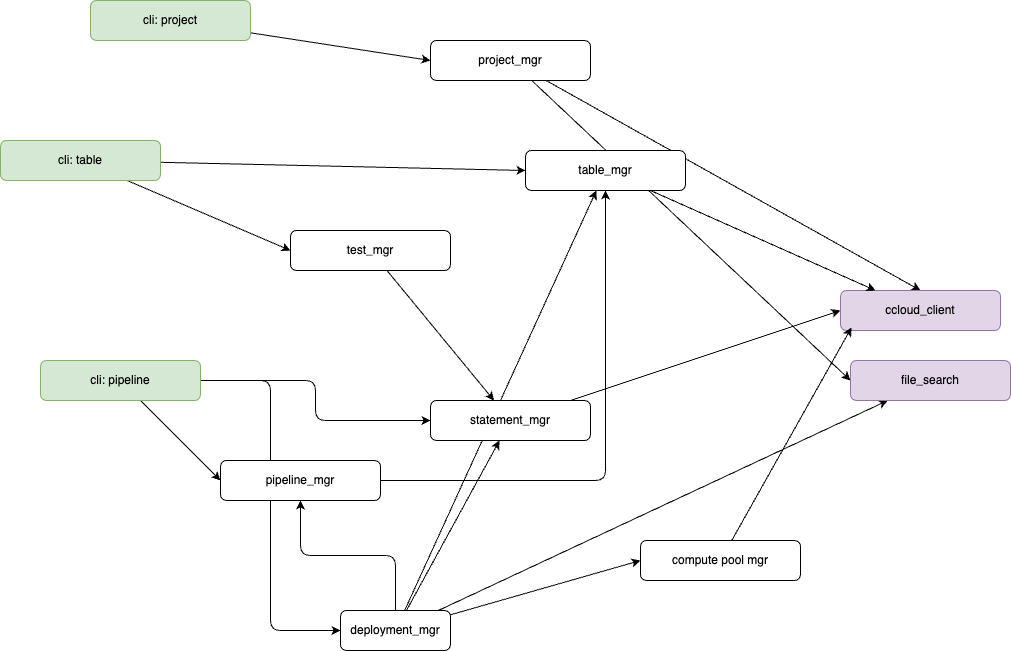 cli: project
project_mgr
cli: table
table_mgr
test_mgr
ccloud_client
cli: pipeline
file_search
statement_mgr
pipeline_mgr
compute pool mgr
deployment_mgr